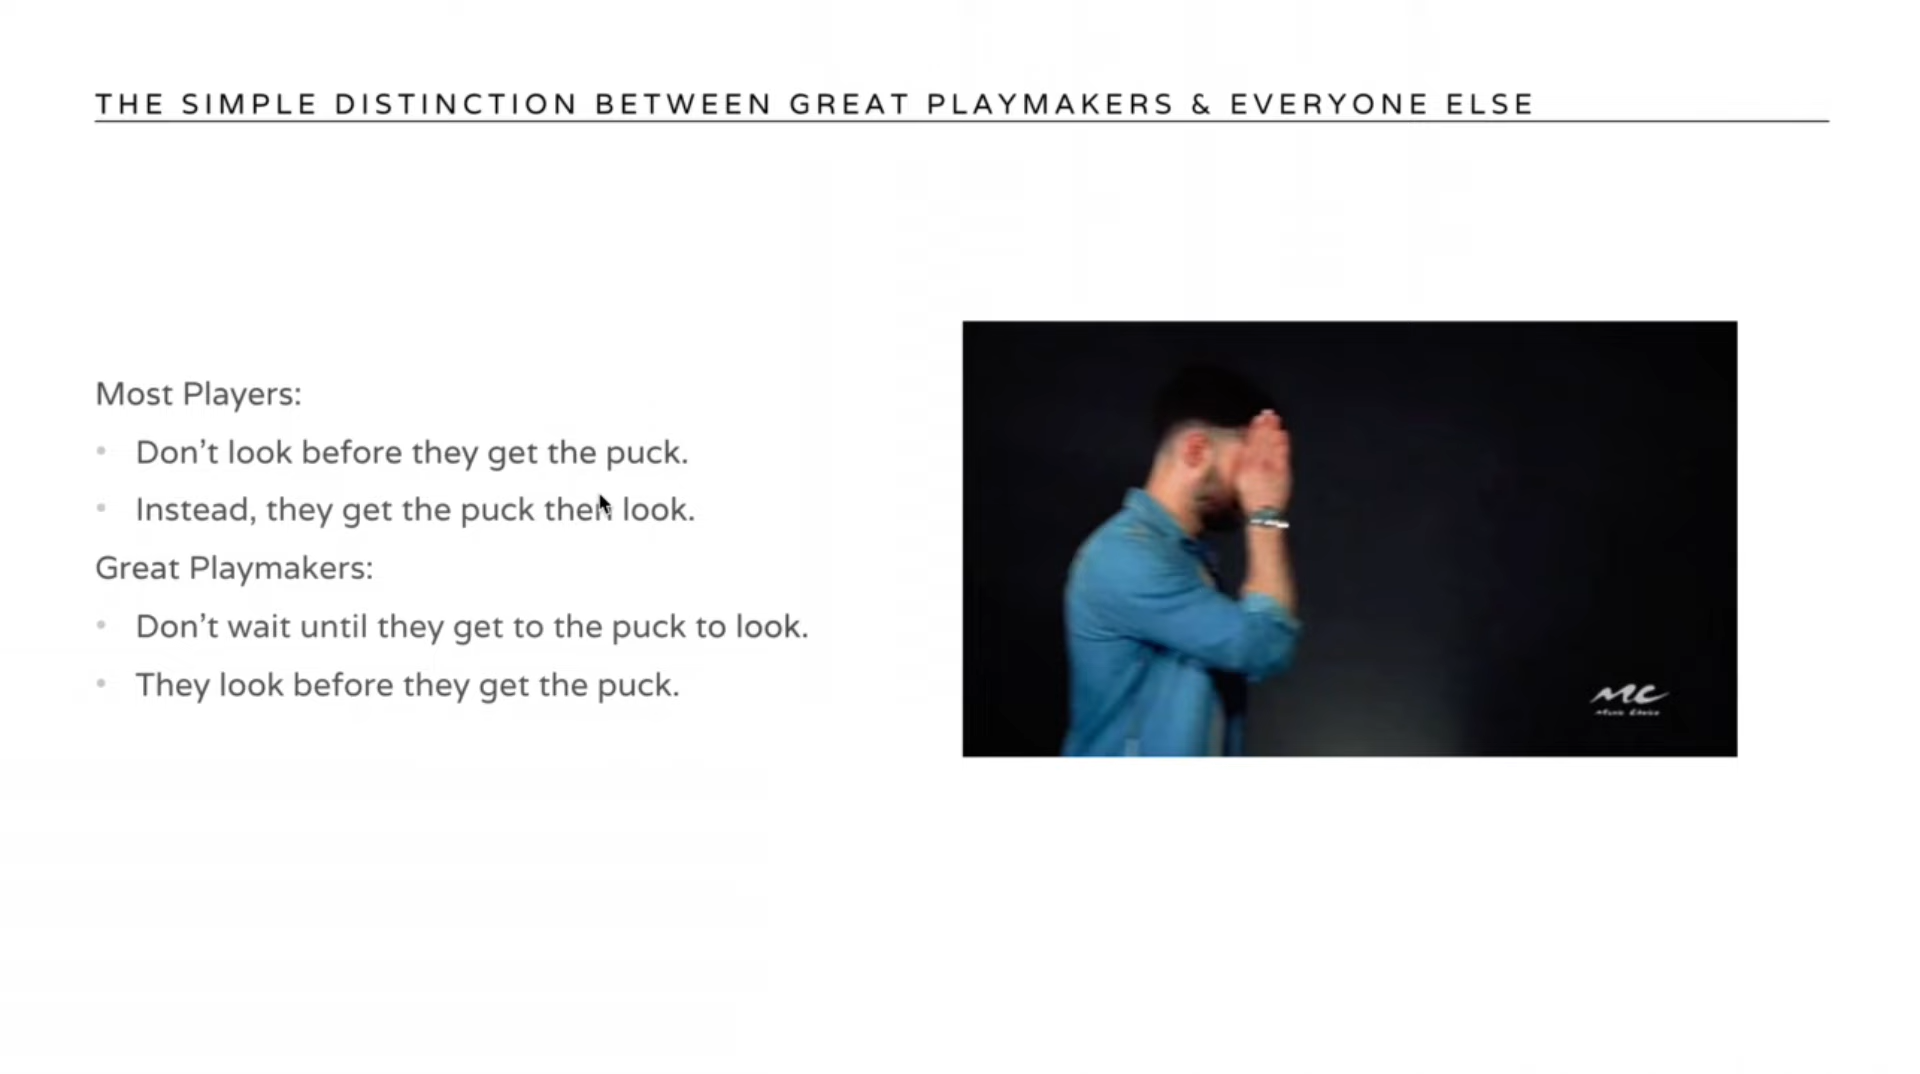 THE SIMPLE DISTINCTION BETWEEN GREAT PLAYMAKERS & EVERYONE ELSE
Most Players:
• Don’t look before they get the puck.
• Instead, they get the puck then look.
Great Playmakers:
• Don’t wait until they get to the puck to look.
• They look before they get the puck.
MC
Music Choice